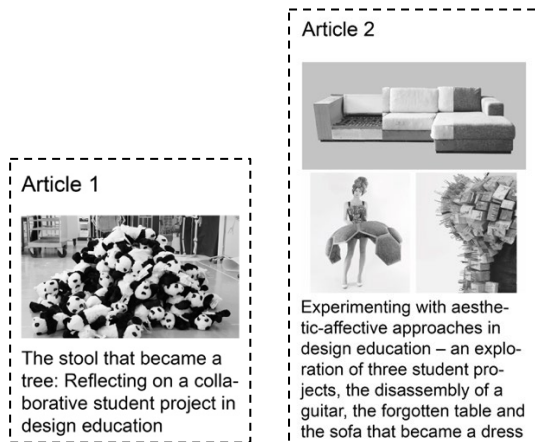 Article 1
The stool that became a
tree: Reflecting on a colla-
borative student project in
design education
Article 2
Experimenting with aesthe-
tic-affective approaches in
design education – an explo-
ration of three student pro-
jects, the disassembly of a
guitar, the forgotten table and
the sofa that became a dress